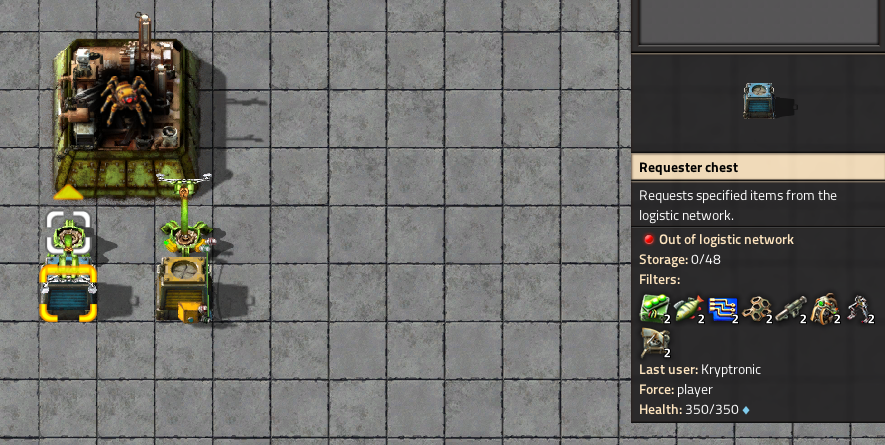 Requester chest
Requests specified items from the
logistic network.
Out of logistic network
Storage: 0/48
Filters:
2 2 2 2 2 2 2
2
Last user: Kryptronic
Force: player
Health: 350/350